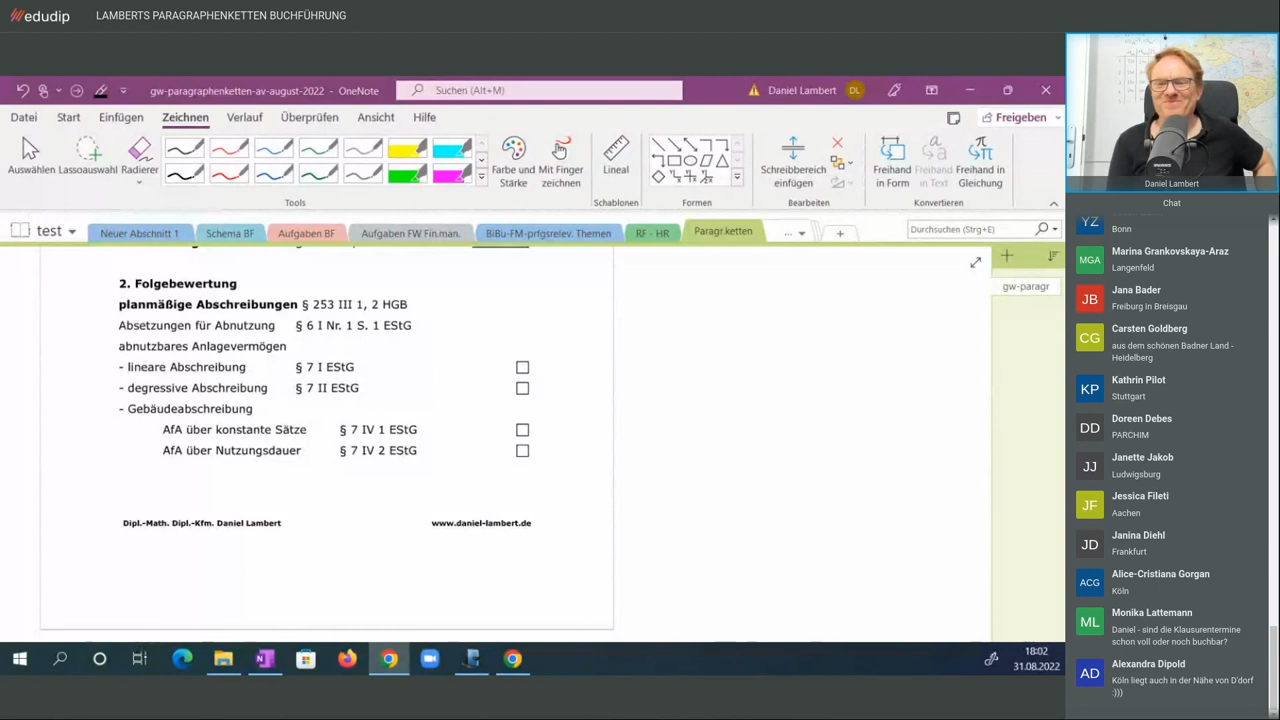 edudip
LAMBERTS PARAGRAPHENKETTEN BUCHFÜHRUNG
gw-paragraphenketten-av-august-2022 - OneNote
Suchen (Alt+M)
Daniel Lambert
DL
Datei
Start
Einfügen
Zeichnen
Verlauf
Überprüfen
Ansicht
Hilfe
Freigeben
Auswählen
Lassoauswahl
Radierer
Farbe und Stärke
Mit Finger zeichnen
Lineal
Schreibbereich einfügen
Freihand in Form
Freihand in Text
Freihand in Gleichung
Tools
Schablonen
Formen
Bearbeiten
Konvertieren
test
Neuer Abschnitt 1
Schema BF
Aufgaben BF
Aufgaben FW Fin.man.
BiBu-FM-prfgsrelev. Themen
RF - HR
Paragr.ketten
...
Durchsuchen (Strg+E)
gw-paragr
2. Folgebewertung
planmäßige Abschreibungen § 253 III 1, 2 HGB
Absetzungen für Abnutzung § 6 I Nr. 1 S. 1 EStG
abnutzbares Anlagevermögen
- lineare Abschreibung § 7 I EStG
- degressive Abschreibung § 7 II EStG
- Gebäudeabschreibung
AfA über konstante Sätze § 7 IV 1 EStG
AfA über Nutzungsdauer § 7 IV 2 EStG
Dipl.-Math. Dipl.-Kfm. Daniel Lambert www.daniel-lambert.de
18:02
31.08.2022
Daniel Lambert
Chat
YZ
Bonn
MGA
Marina Grankovskaya-Araz
Langenfeld
JB
Jana Bader
Freiburg in Breisgau
CG
Carsten Goldberg
aus dem schönen Badner Land -
Heidelberg
KP
Kathrin Pilot
Stuttgart
DD
Doreen Debes
PARCHIM
JJ
Janette Jakob
Ludwigsburg
JF
Jessica Fileti
Aachen
JD
Janina Diehl
Frankfurt
ACG
Alice-Cristiana Gorgan
Köln
ML
Monika Lattemann
Daniel - sind die Klausurentermine
schon voll oder noch buchbar?
AD
Alexandra Dipold
Köln liegt auch in der Nähe von D'dorf
:)))